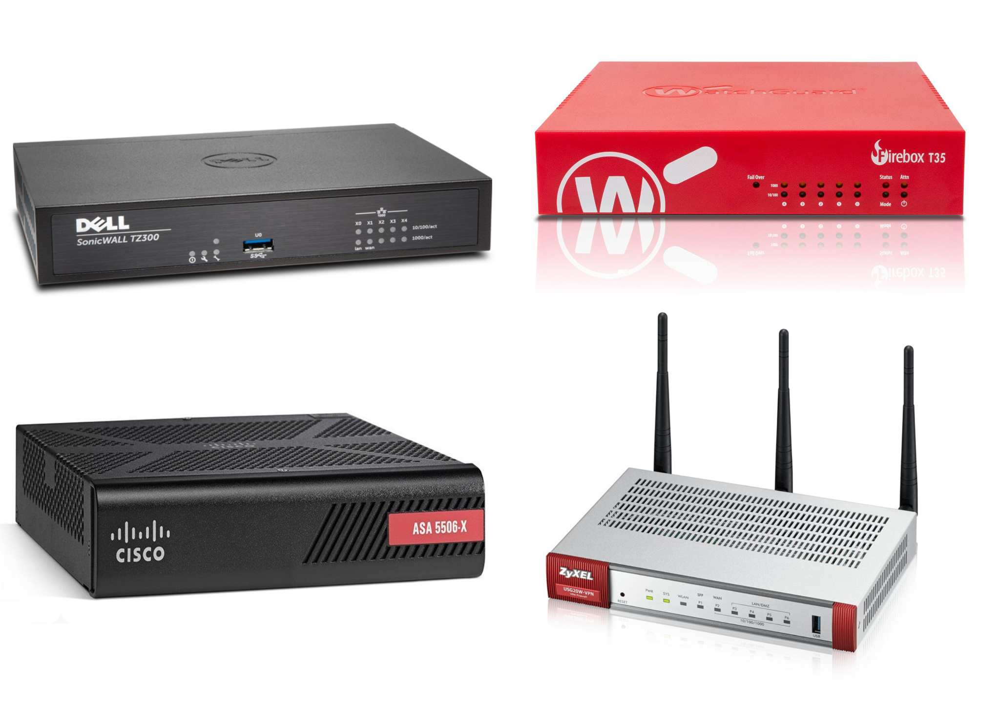 DELL
DELL
SonicWALL TZ300
U0
1000
X0 X1 X2 X3 X4
10/100/act
1000/act
lan wan
WatchGuard
W
Firebox T35
Fail Over
1000
10/100
4 3 2 1 0
Status Attn
Mode
CISCO
CISCO
ASA 5506-X
ZyXEL
USG20W-VPN
VPN Firewall
RESET
PWR SYS WLAN SFP WAN LAN/DMZ
P1 P2 P3 P4 P5 P6
10/100/1000
USB